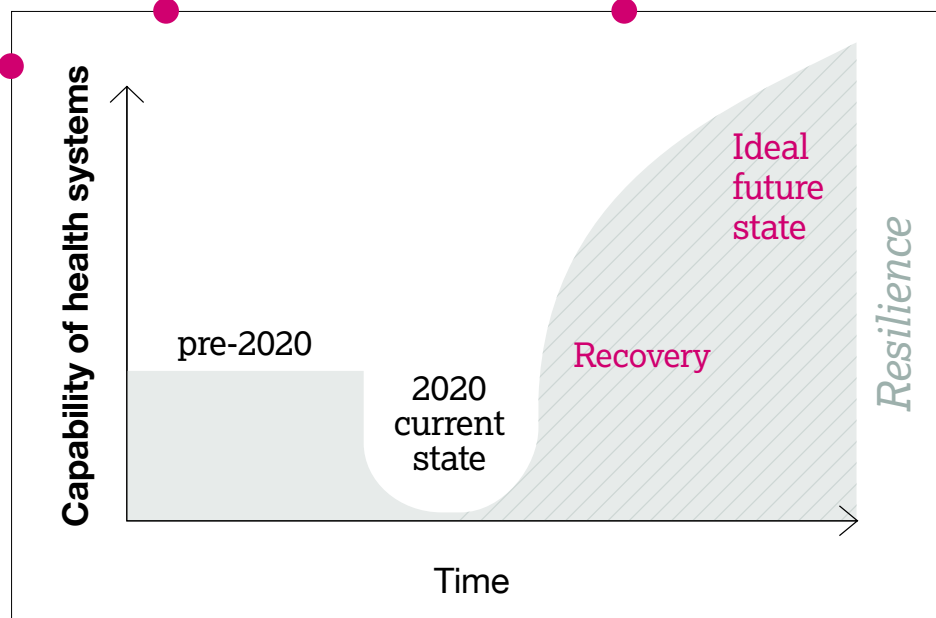 Capability of health systems
pre-2020
2020
current
state
Recovery
Ideal
future
state
Resilience
Time